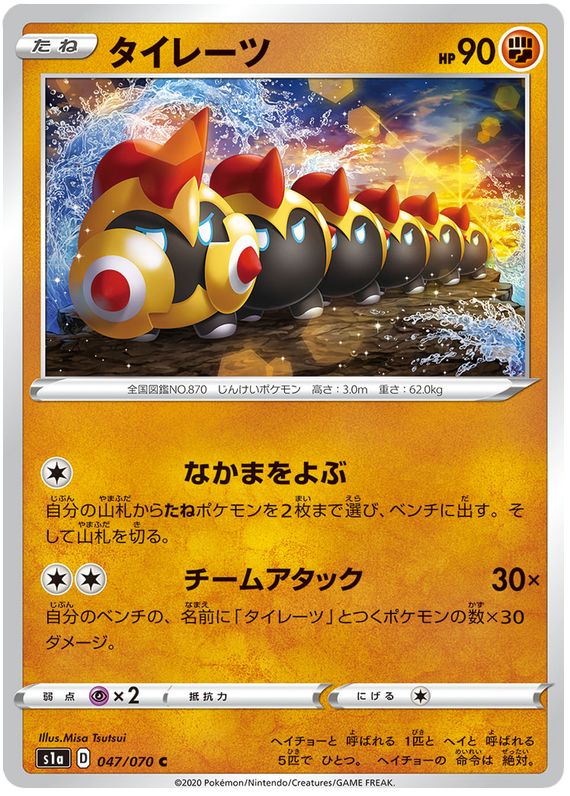 たね タイレーツ HP90
全国図鑑NO.870 じんけいポケモン 高さ：3.0m 重さ：62.0kg
なかまをよぶ
自分の山札からたねポケモンを2枚まで選び、ベンチに出す。そ
して山札を切る。
チームアタック 30×
自分のベンチの、名前に「タイレーツ」とつくポケモンの数×30
ダメージ。
弱点 ×2 抵抗力 にげる
Illus.Misa Tsutsui
s1a D 047/070 C
ヘイチョーと 呼ばれる 1匹と ヘイと 呼ばれる
5匹で ひとつ。 ヘイチョーの 命令は 絶対。
©2020 Pokémon/Nintendo/Creatures/GAME FREAK.